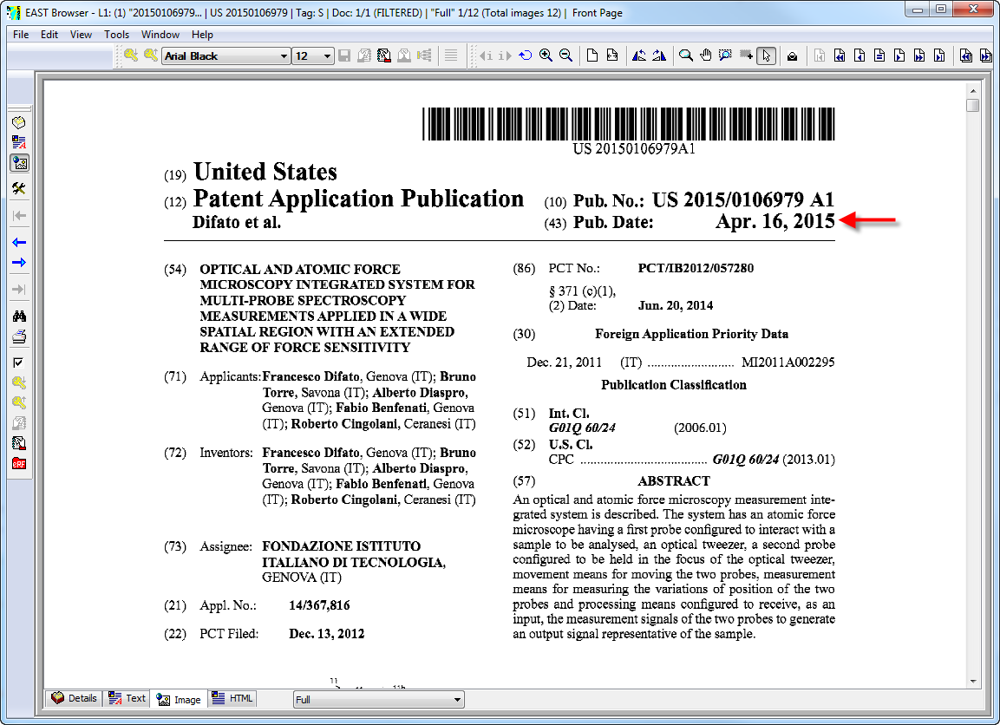 EAST Browser - L1: (1) "20150106979... | US 20150106979 | Tag: S | Doc: 1/1 (FILTERED) | "Full" 1/12 (Total images 12) | Front Page
File Edit View Tools Window Help
Arial Black 12
US 20150106979A1
(19) United States
(12) Patent Application Publication
Difato et al.
(10) Pub. No.: US 2015/0106979 A1
(43) Pub. Date: Apr. 16, 2015
(54) OPTICAL AND ATOMIC FORCE
MICROSCOPY INTEGRATED SYSTEM FOR
MULTI-PROBE SPECTROSCOPY
MEASUREMENTS APPLIED IN A WIDE
SPATIAL REGION WITH AN EXTENDED
RANGE OF FORCE SENSITIVITY
(71) Applicants:Francesco Difato, Genova (IT); Bruno
Torre, Savona (IT); Alberto Diaspro,
Genova (IT); Fabio Benfenati, Genova
(IT); Roberto Cingolani, Ceranesi (IT)
(72) Inventors: Francesco Difato, Genova (IT); Bruno
Torre, Savona (IT); Alberto Diaspro,
Genova (IT); Fabio Benfenati, Genova
(IT); Roberto Cingolani, Ceranesi (IT)
(73) Assignee: FONDAZIONE ISTITUTO
ITALIANO DI TECNOLOGIA,
GENOVA (IT)
(21) Appl. No.: 14/367,816
(22) PCT Filed: Dec. 13, 2012
(86) PCT No.: PCT/IB2012/057280
§ 371 (c)(1),
(2) Date: Jun. 20, 2014
(30) Foreign Application Priority Data
Dec. 21, 2011 (IT) ......................... MI2011A002295
Publication Classification
(51) Int. Cl.
G01Q 60/24 (2006.01)
(52) U.S. Cl.
CPC ..................................... G01Q 60/24 (2013.01)
(57) ABSTRACT
An optical and atomic force microscopy measurement inte-
grated system is described. The system has an atomic force
microscope having a first probe configured to interact with a
sample to be analysed, an optical tweezer, a second probe
configured to be held in the focus of the optical tweezer,
movement means for moving the two probes, measurement
means for measuring the variations of position of the two
probes and processing means configured to receive, as an
input, the measurement signals of the two probes to generate
an output signal representative of the sample.
11
eRF
Details Text Image HTML Full